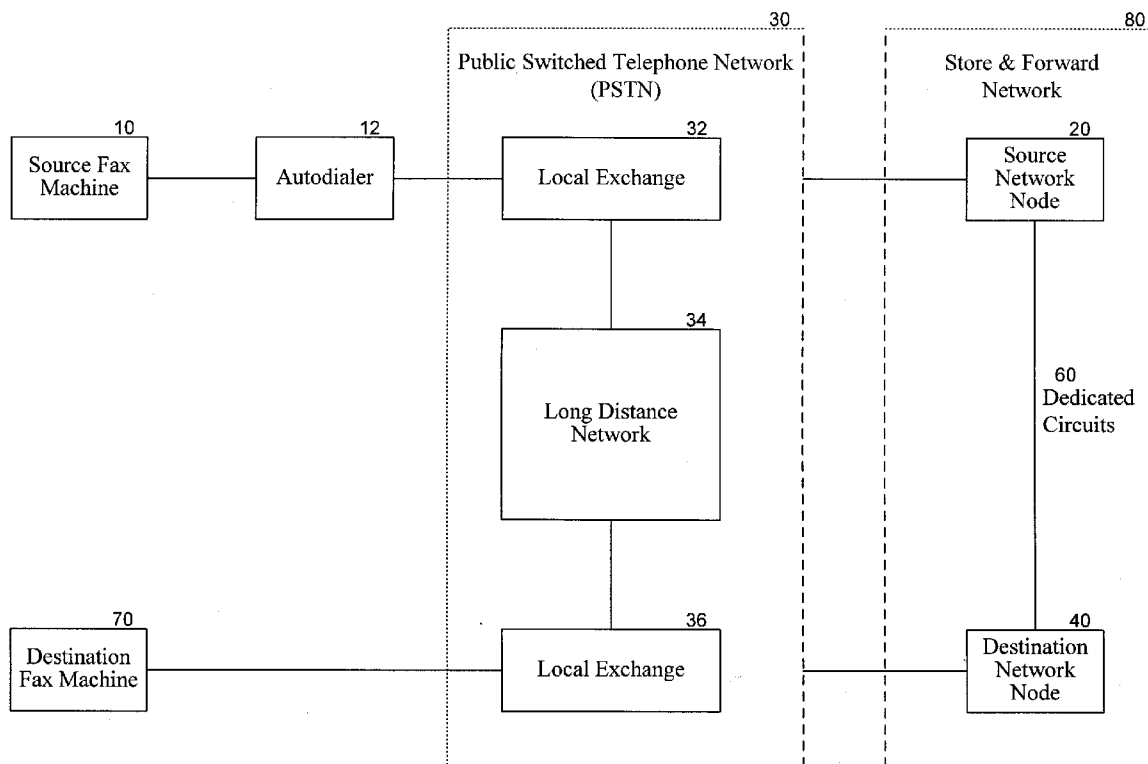 30
80
Public Switched Telephone Network
(PSTN)
Store & Forward
Network
10
Source Fax
Machine
12
Autodialer
32
Local Exchange
20
Source
Network
Node
34
Long Distance
Network
60
Dedicated
Circuits
70
Destination
Fax Machine
36
Local Exchange
40
Destination
Network
Node